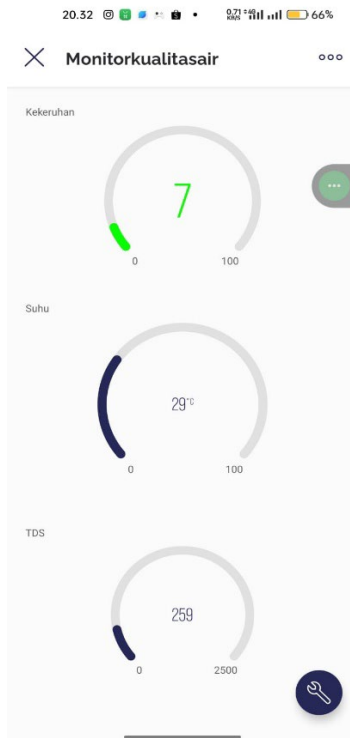 20.32
0.71 KB/S 4G 66%
Monitorkualitasair
Kekeruhan
7
0 100
Suhu
29°C
0 100
TDS
259
0 2500